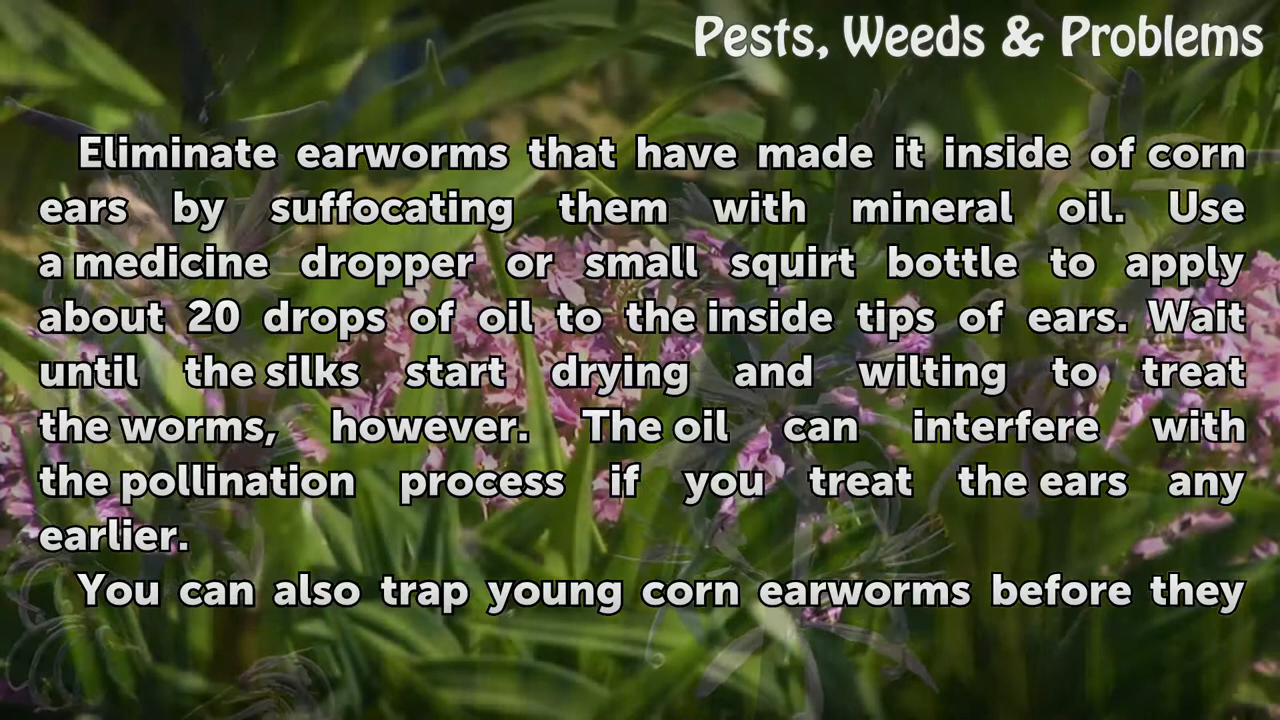 Pests, Weeds & Problems
Eliminate earworms that have made it inside of corn
ears by suffocating them with mineral oil. Use
a medicine dropper or small squirt bottle to apply
about 20 drops of oil to the inside tips of ears. Wait
until the silks start drying and wilting to treat
the worms, however. The oil can interfere with
the pollination process if you treat the ears any
earlier.
You can also trap young corn earworms before they